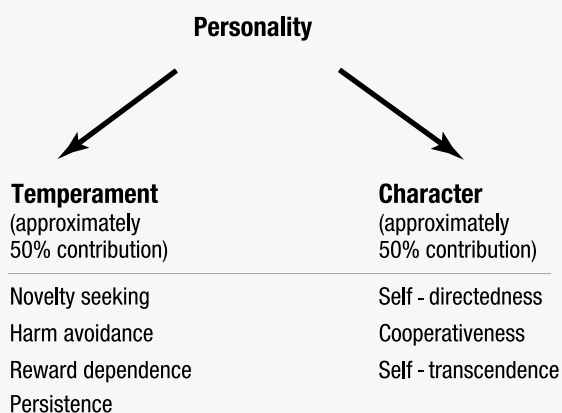 Personality
Temperament
(approximately
50% contribution)
Novelty seeking
Harm avoidance
Reward dependence
Persistence
Character
(approximately
50% contribution)
Self - directedness
Cooperativeness
Self - transcendence